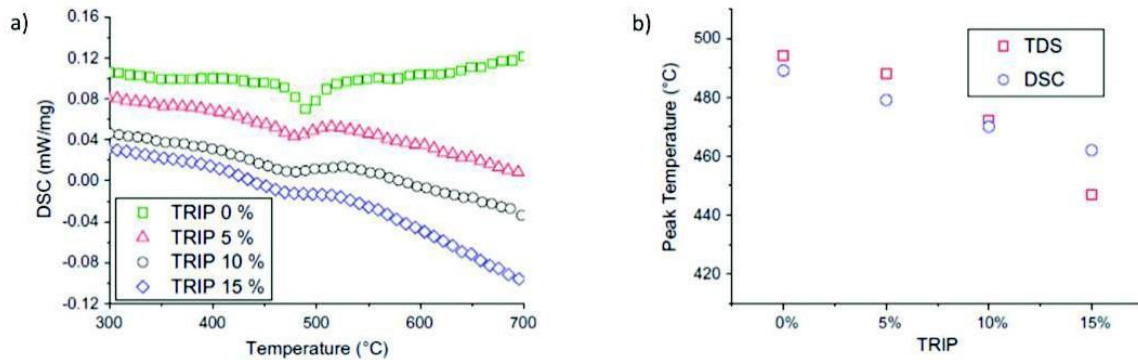 a)
0.16
0.12
0.08
0.04
0.00
-0.04
-0.08
-0.12
DSC (mW/mg)
TRIP 0 %
TRIP 5 %
TRIP 10 %
TRIP 15 %
300
400
500
600
700
Temperature (°C)
b)
500
480
460
440
420
Peak Temperature (°C)
TDS
DSC
0%
5%
10%
15%
TRIP